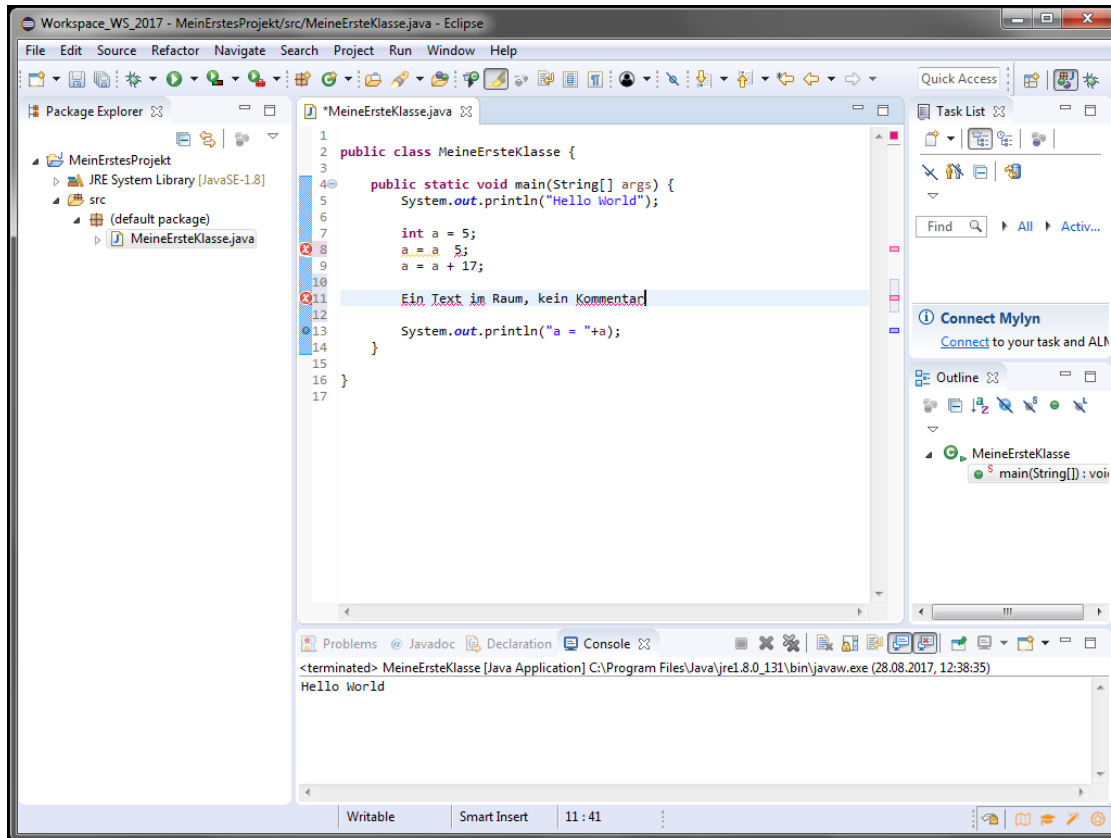 Workspace_WS_2017 - MeinErstesProjekt/src/MeineErsteKlasse.java - Eclipse
File Edit Source Refactor Navigate Search Project Run Window Help
Quick Access
Package Explorer
MeinErstesProjekt
JRE System Library [JavaSE-1.8]
src
(default package)
MeineErsteKlasse.java
*MeineErsteKlasse.java
1
2 public class MeineErsteKlasse {
3
4 public static void main(String[] args) {
5 System.out.println("Hello World");
6
7 int a = 5;
8 a = a  5;
9 a = a + 17;
10
11 Ein Text im Raum, kein Kommentar
12
13 System.out.println("a = "+a);
14 }
15
16 }
17
Task List
Find All Activ...
Connect Mylyn
Connect to your task and ALM
Outline
MeineErsteKlasse
main(String[]) : voi
Problems @ Javadoc Declaration Console
<terminated> MeineErsteKlasse [Java Application] C:\Program Files\Java\jre1.8.0_131\bin\javaw.exe (28.08.2017, 12:38:35)
Hello World
Writable Smart Insert 11 : 41